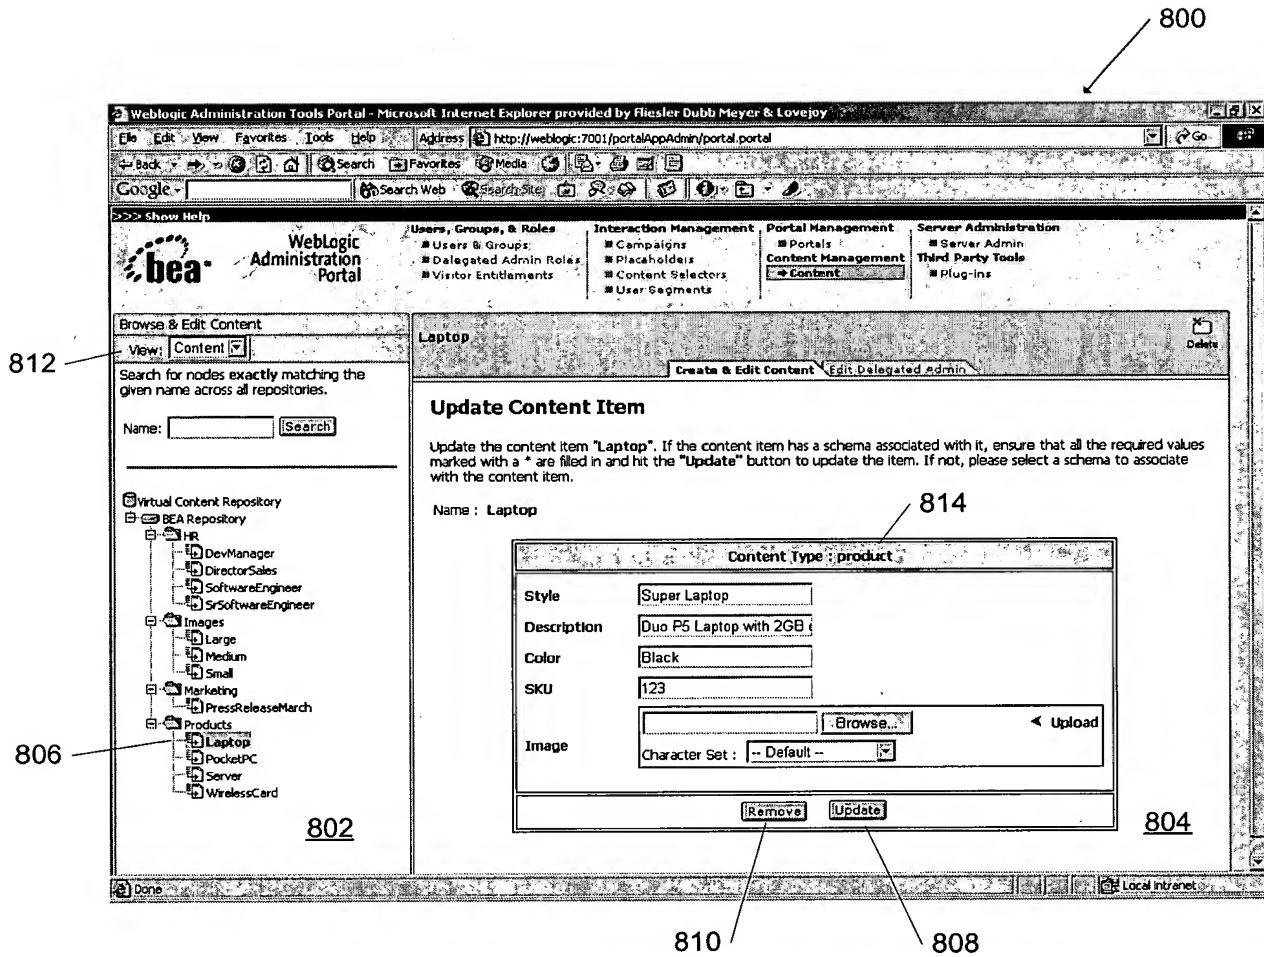 800
Weblogic Administration Tools Portal - Microsoft Internet Explorer provided by Fliesler Dubb Meyer & Lovejoy
File Edit View Favorites Tools Help Address http://weblogic:7001/portalAppAdmin/portal.portal Go
Back Search Favorites Media
Google Search Web Search Site
>>> Show Help
bea
WebLogic
Administration
Portal
Users, Groups, & Roles
Users & Groups
Delegated Admin Roles
Visitor Entitlements
Interaction Management
Campaigns
Placeholders
Content Selectors
User Segments
Portal Management
Portals
Content Management
Content
Server Administration
Server Admin
Third Party Tools
Plug-ins
812
Browse & Edit Content
View: Content
Search for nodes exactly matching the
given name across all repositories.
Name: Search
Virtual Content Repository
BEA Repository
HR
DevManager
DirectorSales
SoftwareEngineer
SrSoftwareEngineer
Images
Large
Medium
Small
Marketing
PressReleaseMarch
Products
Laptop
PocketPC
Server
WirelessCard
806
802
Laptop
Delete
Create & Edit Content Edit Delegated Admin
Update Content Item
Update the content item "Laptop". If the content item has a schema associated with it, ensure that all the required values
marked with a * are filled in and hit the "Update" button to update the item. If not, please select a schema to associate
with the content item.
Name : Laptop
814
Content Type : product
Style Super Laptop
Description Duo P5 Laptop with 2GB
Color Black
SKU 123
Image Browse... Upload
Character Set : -- Default --
Remove Update
804
Done Local intranet
810
808